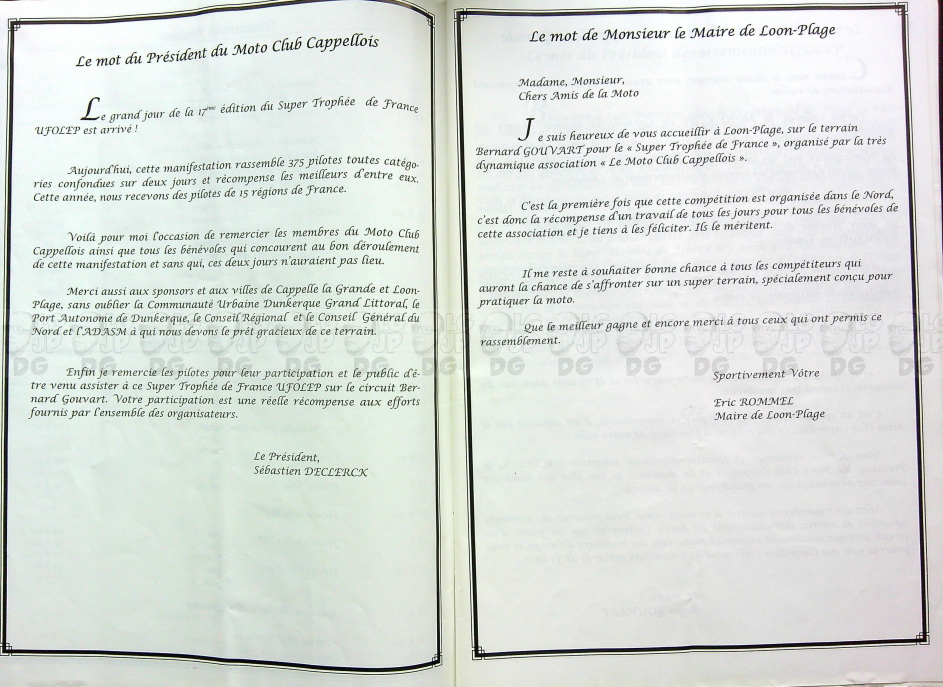 Le mot du Président du Moto Club Cappellois
Le grand jour de la 17ème édition du Super Trophée de France
UFOLEP est arrivé !
Aujourd'hui, cette manifestation rassemble 375 pilotes toutes catégo-
ries confondues sur deux jours et récompense les meilleurs d'entre eux.
Cette année, nous recevons des pilotes de 15 régions de France.
Voilà pour moi l'occasion de remercier les membres du Moto Club
Cappellois ainsi que tous les bénévoles qui concourent au bon déroulement
de cette manifestation et sans qui, ces deux jours n'auraient pas lieu.
Merci aussi aux sponsors et aux villes de Cappelle la Grande et Loon-
Plage, sans oublier la Communauté Urbaine Dunkerque Grand Littoral, le
Port Autonome de Dunkerque, le Conseil Régional et le Conseil Général du
Nord et l'ADASM à qui nous devons le prêt gracieux de ce terrain.
Enfin je remercie les pilotes pour leur participation et le public d'ê-
tre venu assister à ce Super Trophée de France UFOLEP sur le circuit Ber-
nard Gouvart. Votre participation est une réelle récompense aux efforts
fournis par l'ensemble des organisateurs.
Le Président,
Sébastien DECLERCK
Le mot de Monsieur le Maire de Loon-Plage
Madame, Monsieur,
Chers Amis de la Moto
Je suis heureux de vous accueillir à Loon-Plage, sur le terrain
Bernard GOUVART pour le « Super Trophée de France », organisé par la très
dynamique association « Le Moto Club Cappellois ».
C'est la première fois que cette compétition est organisée dans le Nord,
c'est donc la récompense d'un travail de tous les jours pour tous les bénévoles de
cette association et je tiens à les féliciter. Ils le méritent.
Il me reste à souhaiter bonne chance à tous les compétiteurs qui
auront la chance de s'affronter sur un super terrain, spécialement conçu pour
pratiquer la moto.
Que le meilleur gagne et encore merci à tous ceux qui ont permis ce
rassemblement.
Sportivement Vôtre
Eric ROMMEL
Maire de Loon-Plage